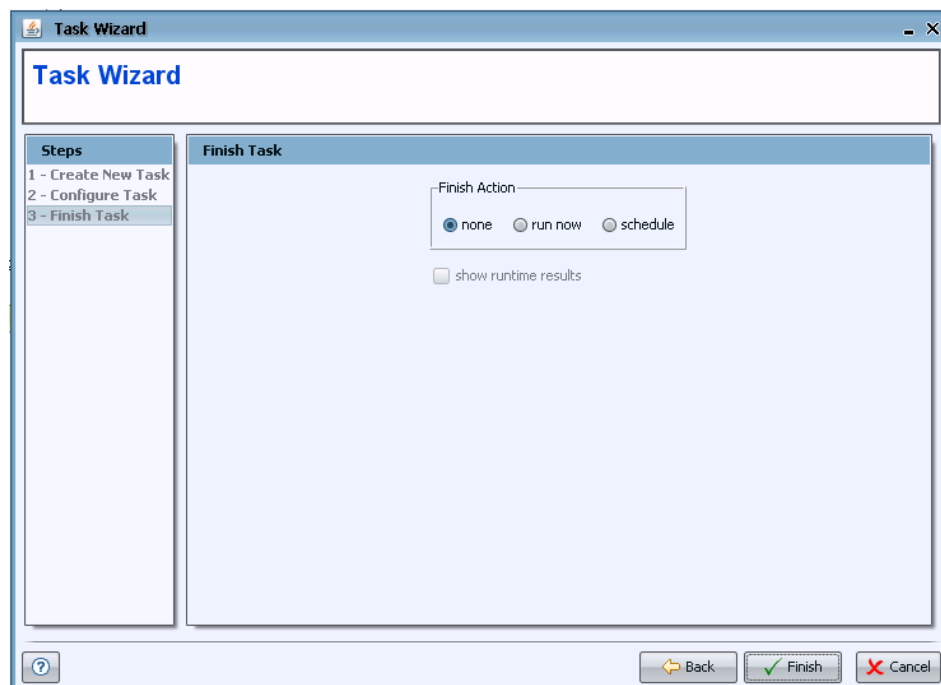 Task Wizard
Task Wizard
Steps
1 - Create New Task
2 - Configure Task
3 - Finish Task
Finish Task
Finish Action
none run now schedule
show runtime results
? Back Finish Cancel